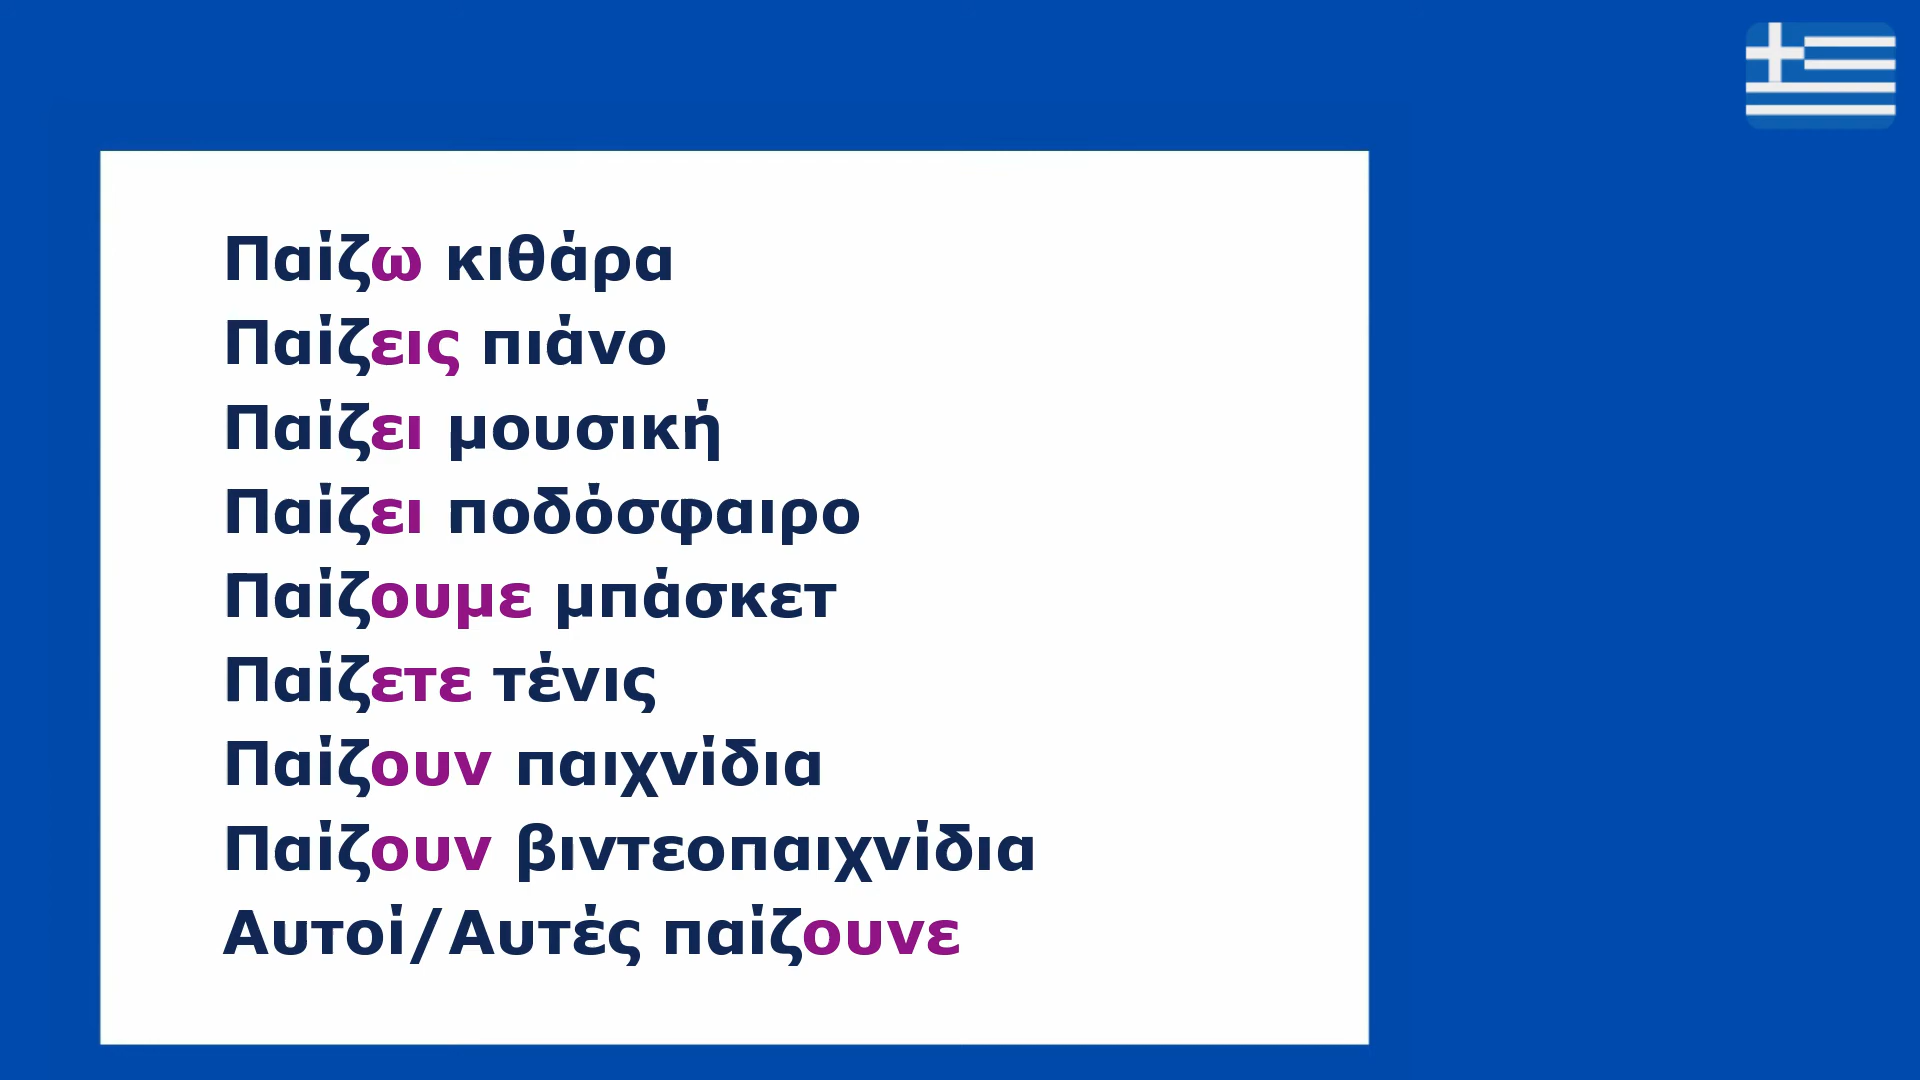 Παίζω κιθάρα
Παίζεις πιάνο
Παίζει μουσική
Παίζει ποδόσφαιρο
Παίζουμε μπάσκετ
Παίζετε τένις
Παίζουν παιχνίδια
Παίζουν βιντεοπαιχνίδια
Αυτοί/Αυτές παίζουνε